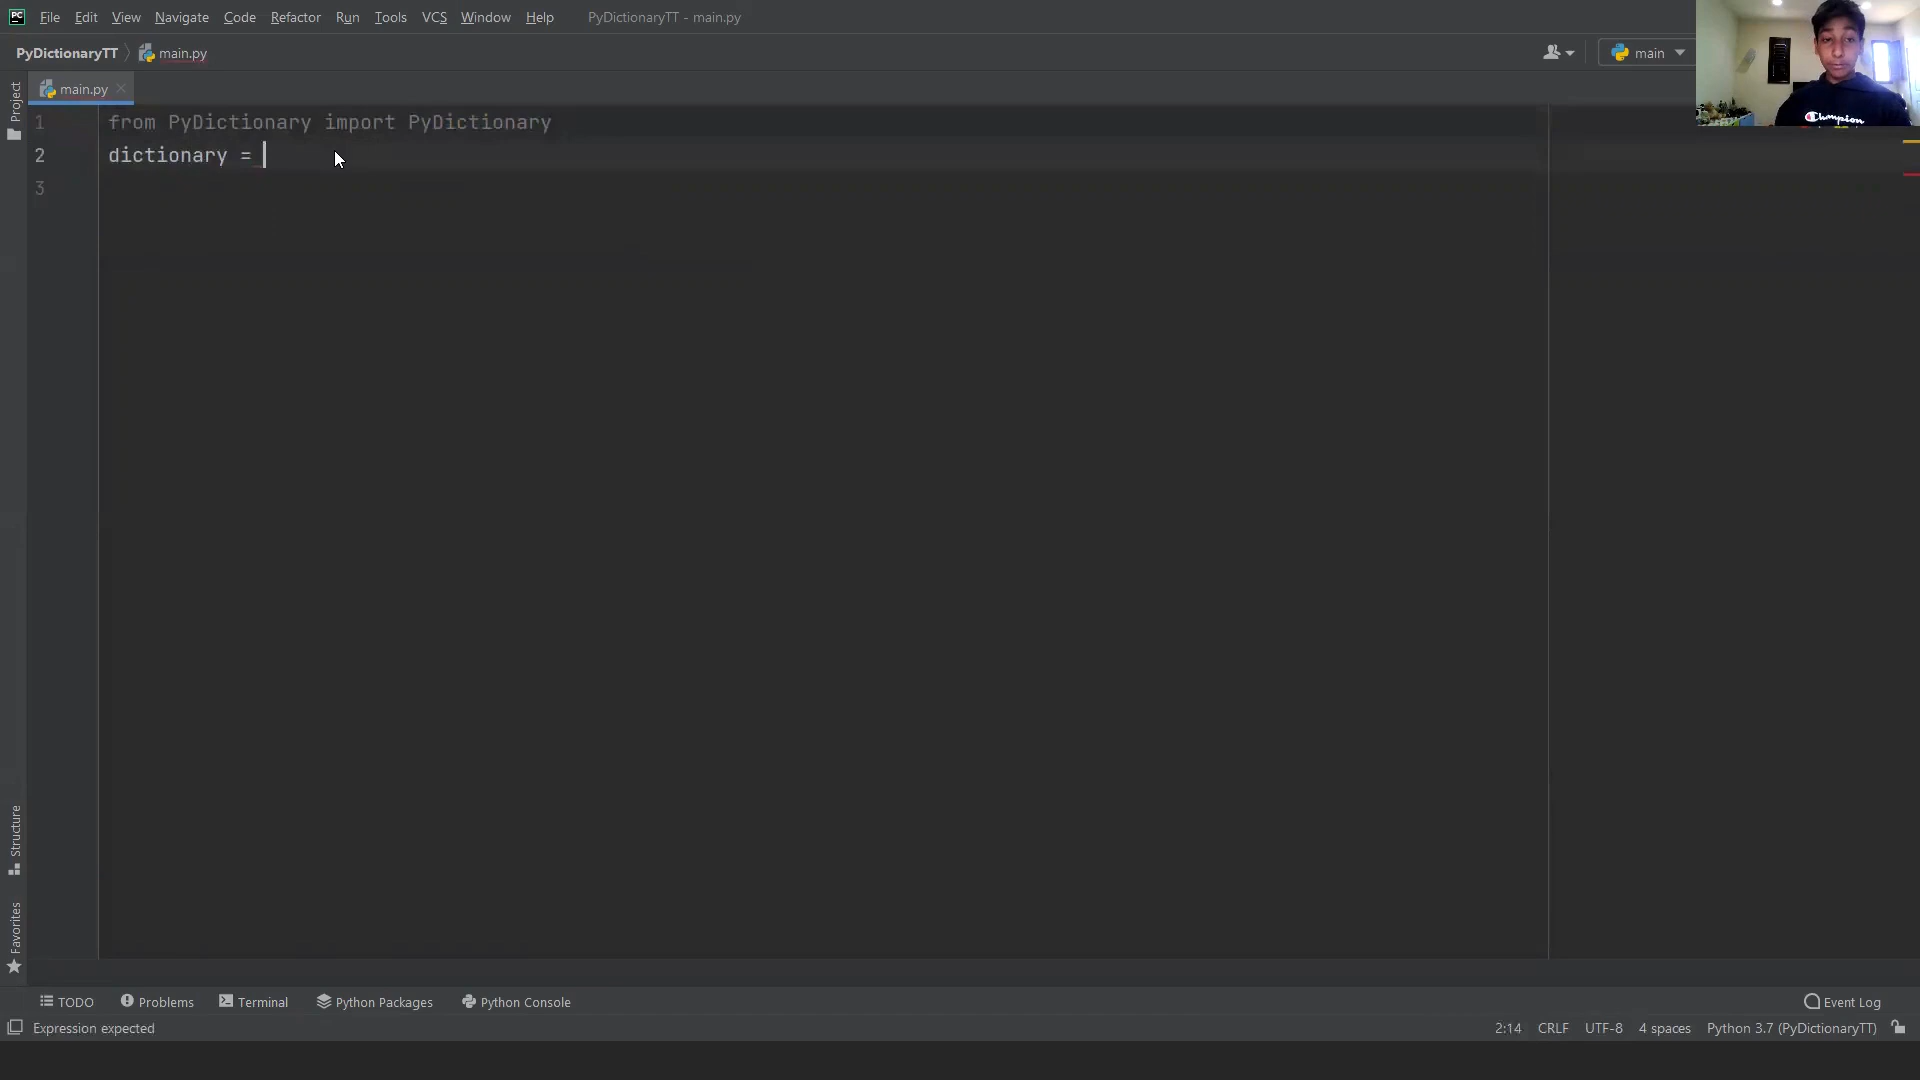 PC File Edit View Navigate Code Refactor Run Tools VCS Window Help PyDictionaryTT - main.py
PyDictionaryTT main.py main
main.py
Project
1 from PyDictionary import PyDictionary
2 dictionary =
3
Champion
Structure
Favorites
TODO Problems Terminal Python Packages Python Console Event Log
Expression expected 2:14 CRLF UTF-8 4 spaces Python 3.7 (PyDictionaryTT)